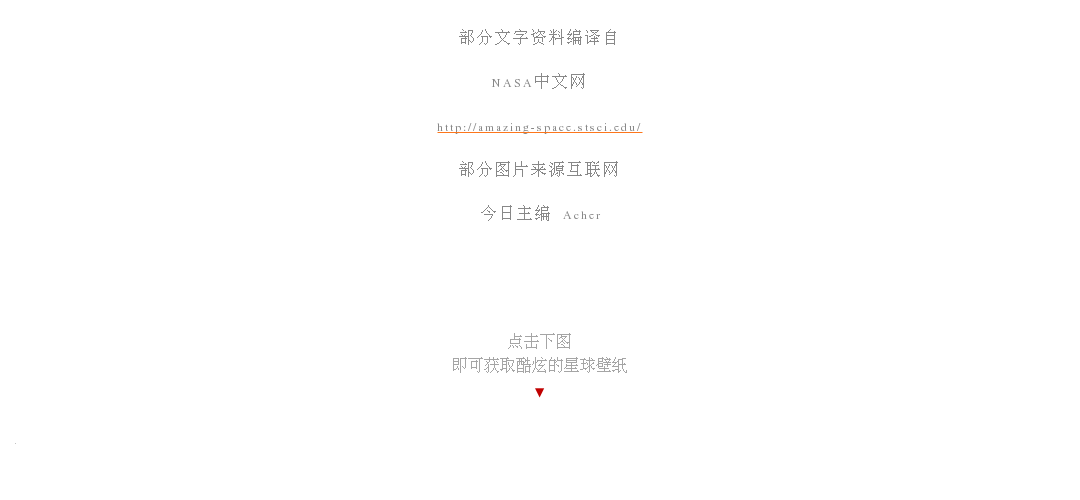 部分文字资料编译自
NASA中文网
http://amazing-space.stsci.edu/
部分图片来源互联网
今日主编 Acher
点击下图
即可获取酷炫的星球壁纸
▼